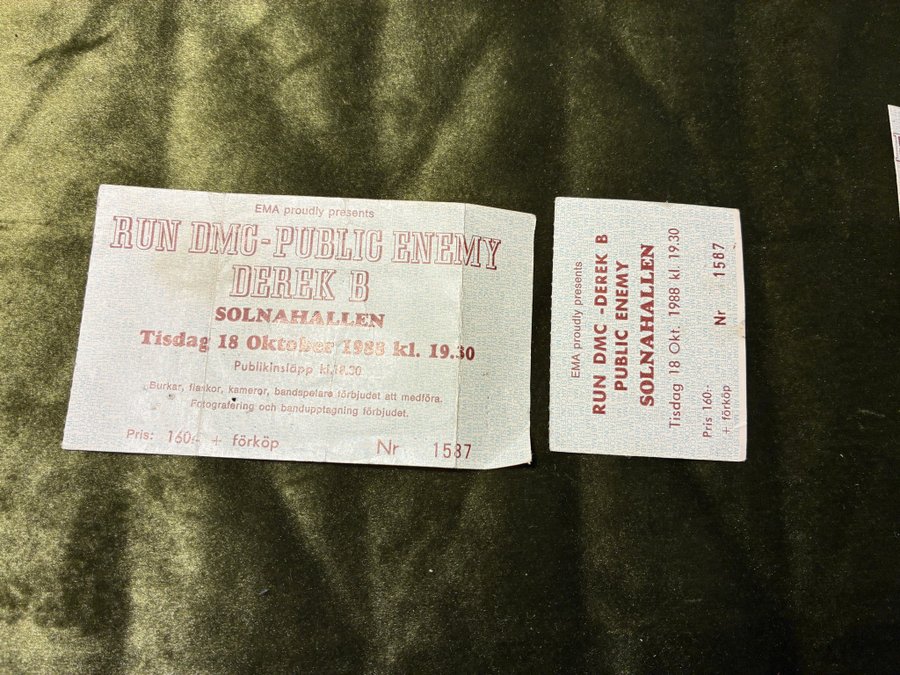 EMA proudly presents
RUN DMC-PUBLIC ENEMY
DEREK B
SOLNAHALLEN
Tisdag 18 Oktober 1988 kl. 19.30
Publikinsläpp kl.18.30
Burkar, flaskor, kameror, bandspelare förbjudet att medföra.
Fotografering och bandupptagning förbjudet.
Pris: 160:- + förköp Nr 1587
EMA proudly presents
RUN DMC -DEREK B
PUBLIC ENEMY
SOLNAHALLEN
Tisdag 18 Okt. 1988 kl. 19.30
Pris 160:-
+ förköp Nr 1587